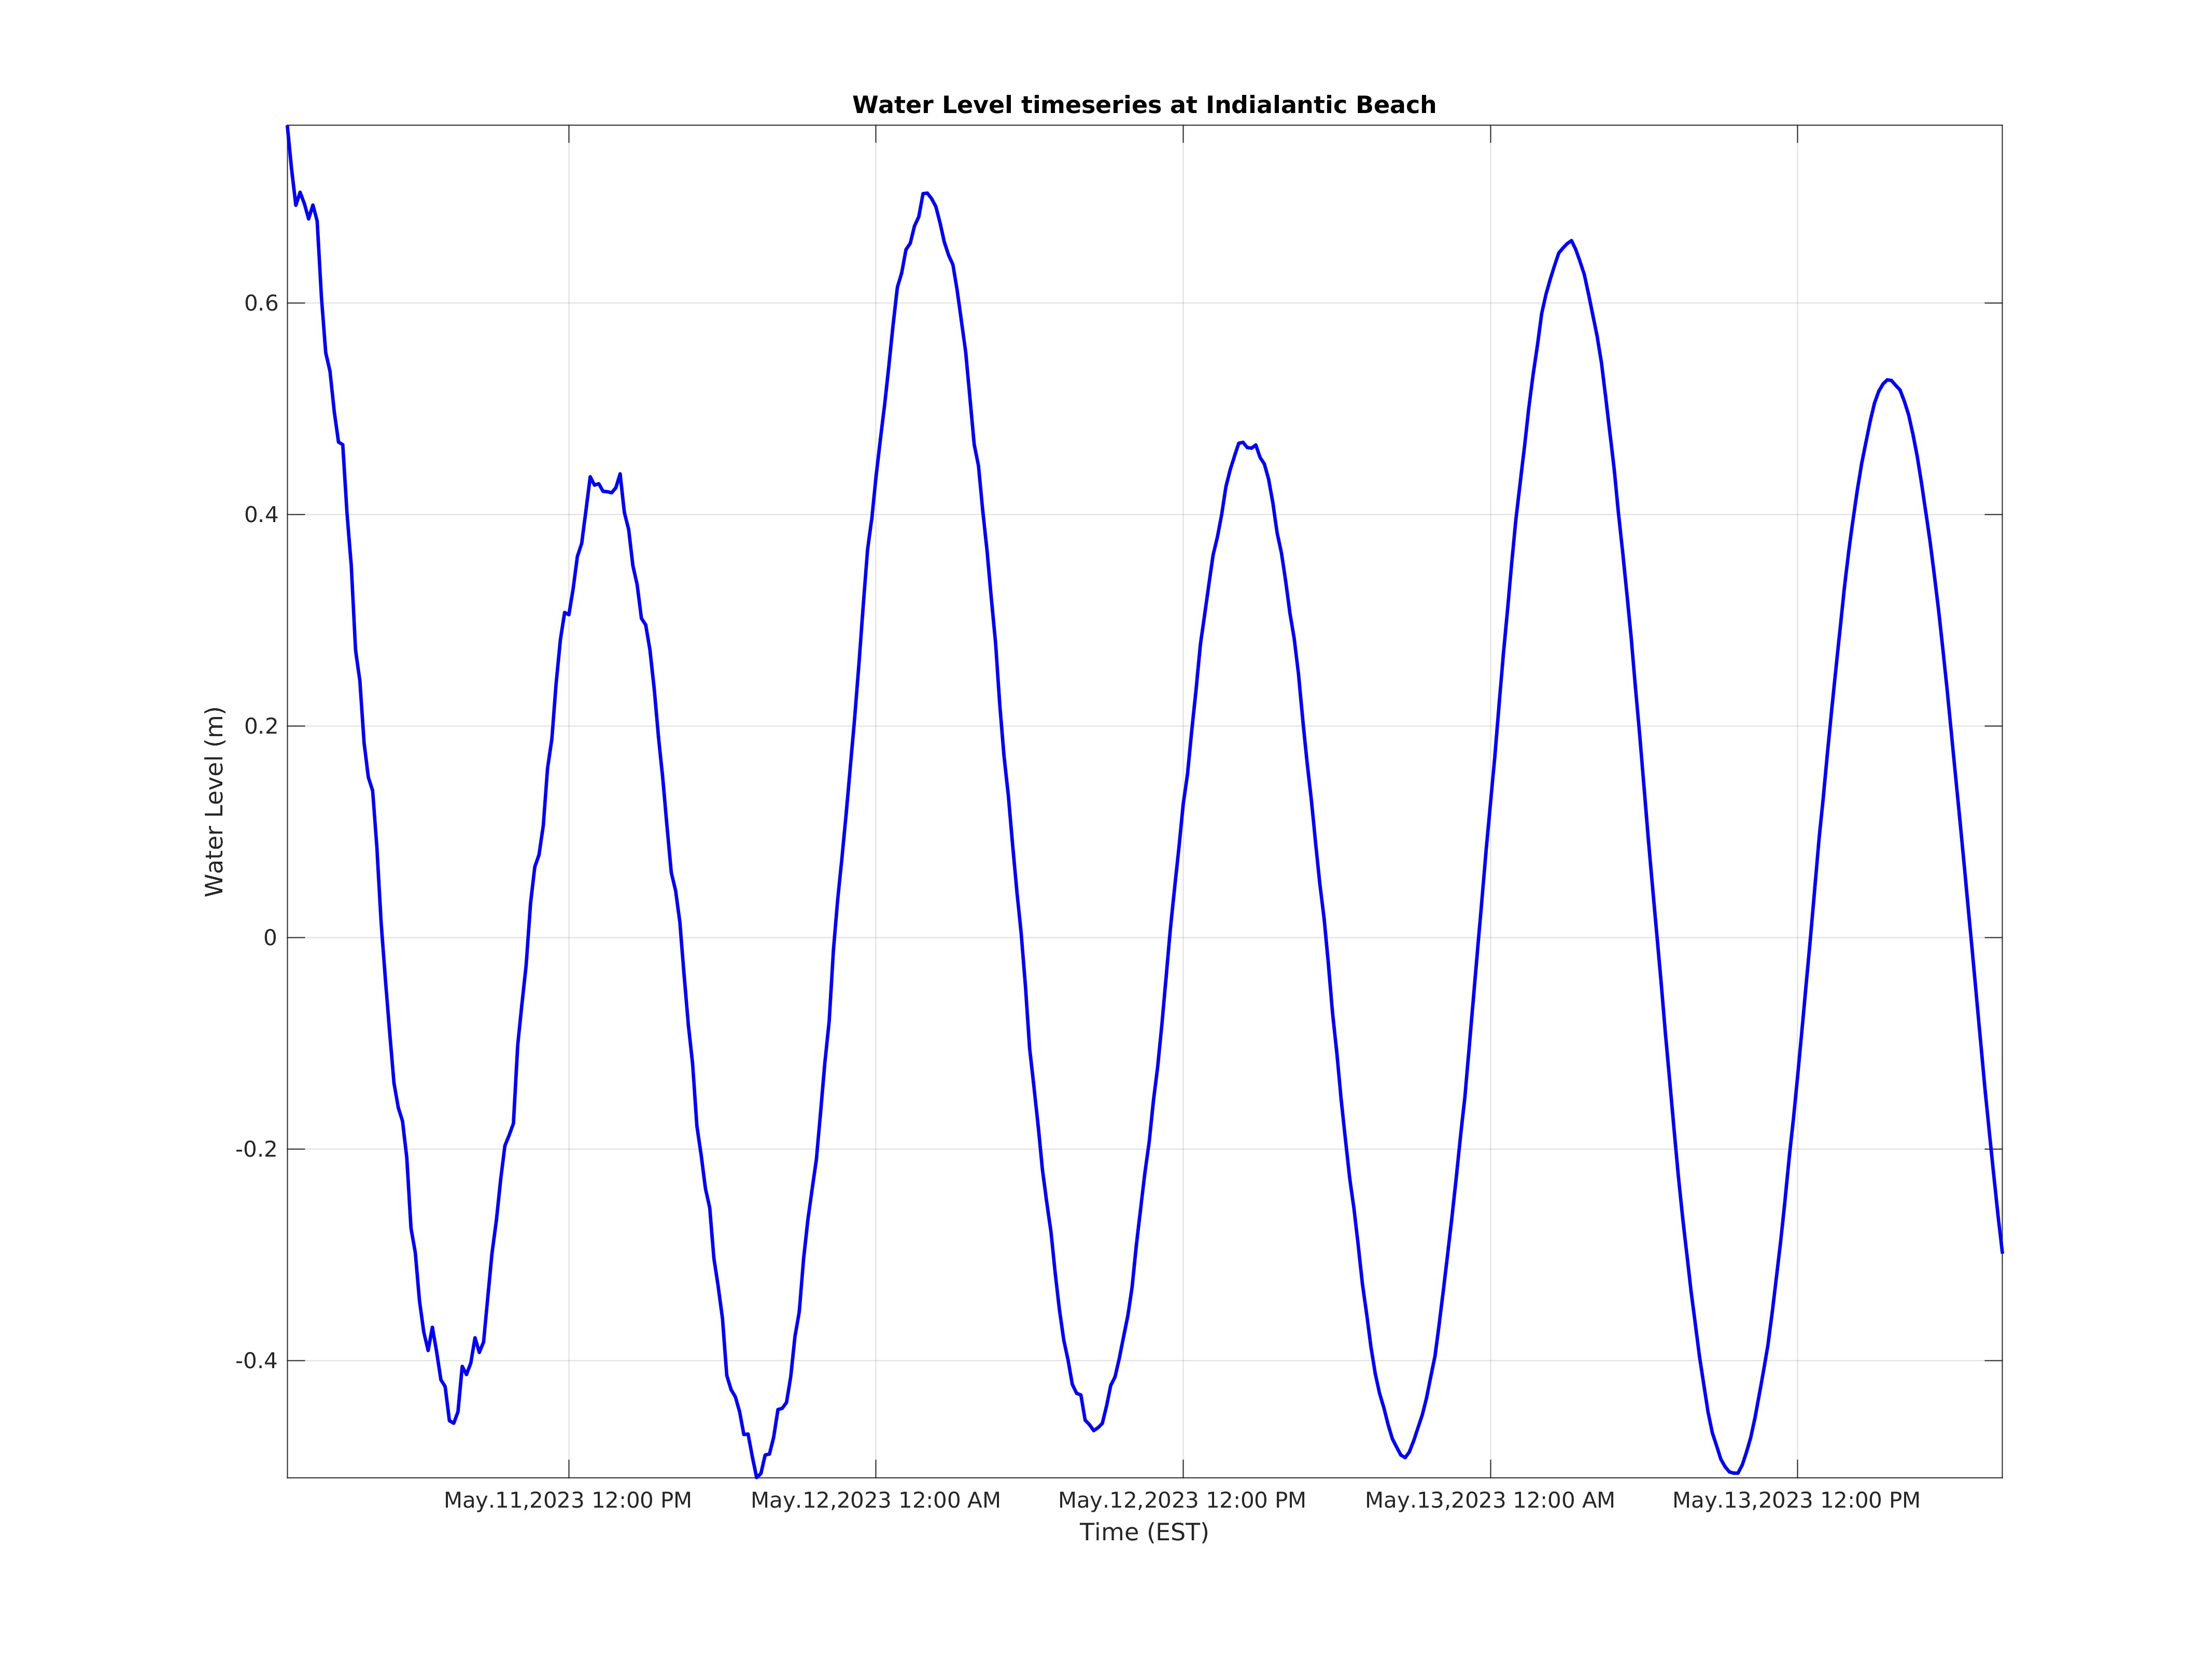 Water Level timeseries at Indialantic Beach
0.6
0.4
0.2
0
-0.2
-0.4
Water Level (m)
May.11,2023 12:00 PM
May.12,2023 12:00 AM
May.12,2023 12:00 PM
May.13,2023 12:00 AM
May.13,2023 12:00 PM
Time (EST)